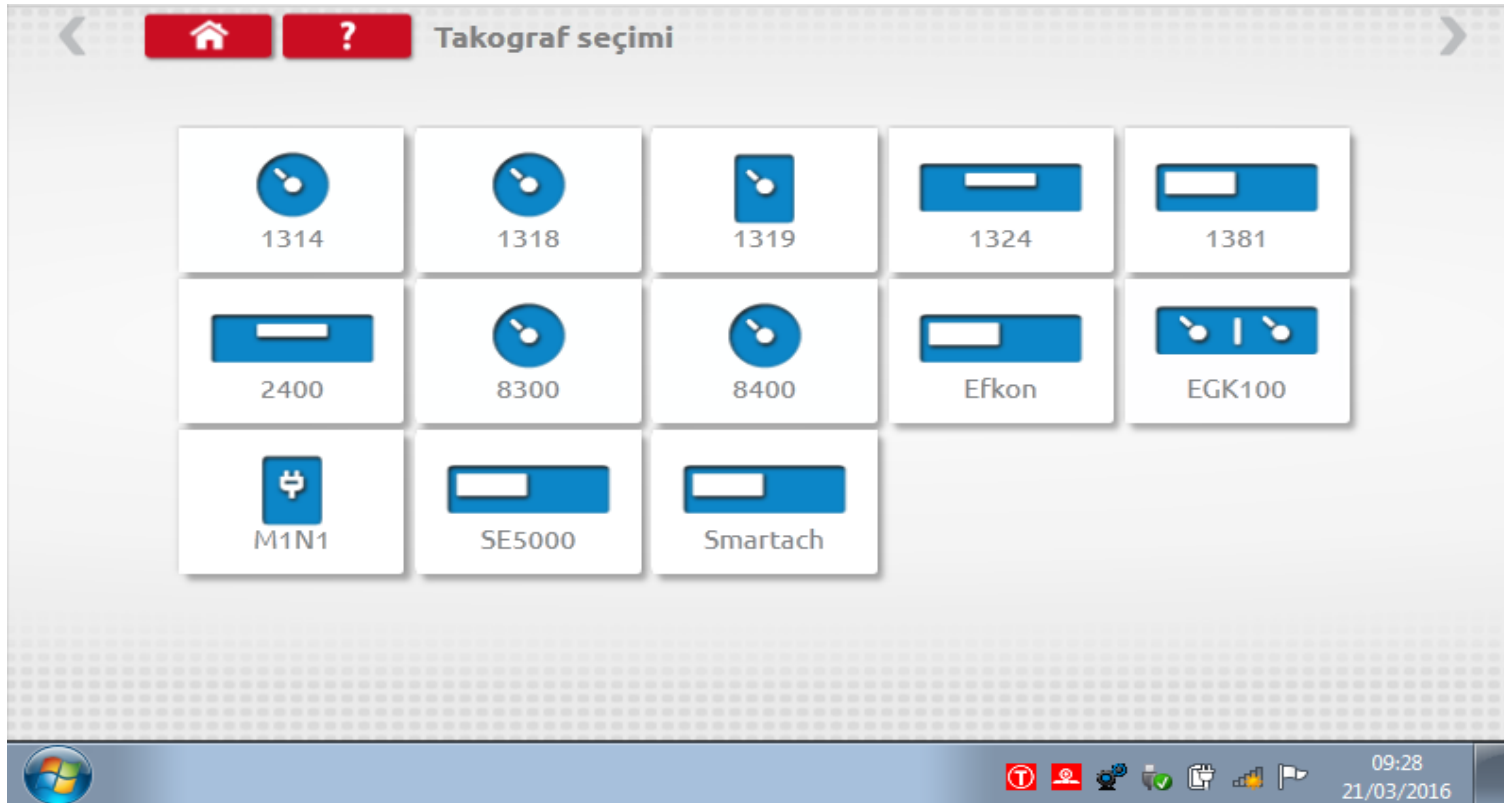 ? Takograf seçimi
1314 1318 1319 1324 1381
2400 8300 8400 Efkon EGK100
M1N1 SE5000 Smartach
09:28
21/03/2016